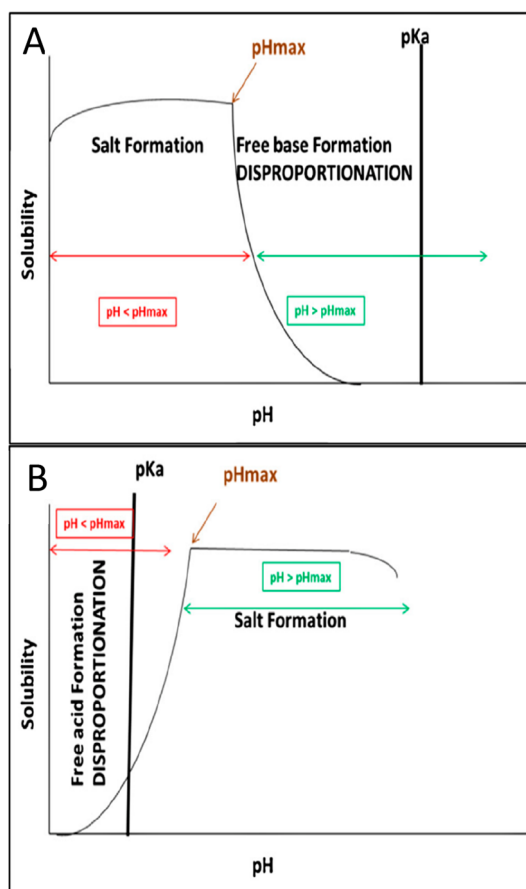 A
pHmax
pKa
Salt Formation
Free base Formation
DISPROPORTIONATION
Solubility
pH < pHmax
pH > pHmax
pH
B
pKa
pHmax
pH < pHmax
pH > pHmax
Salt Formation
Free acid Formation
DISPROPORTIONATION
Solubility
pH